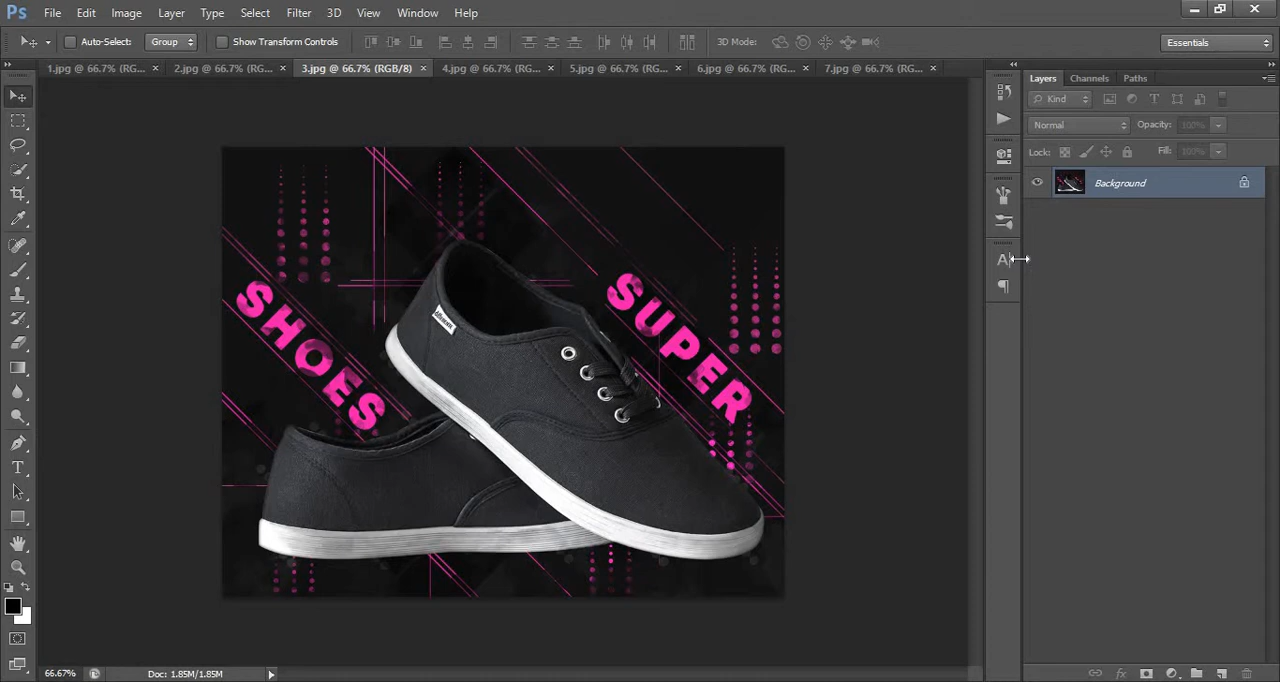 Ps File Edit Image Layer Type Select Filter 3D View Window Help
Auto-Select: Group Show Transform Controls 3D Mode: Essentials
1.jpg @ 66.7% (RG... × 2.jpg @ 66.7% (RG... × 3.jpg @ 66.7% (RGB/8) × 4.jpg @ 66.7% (RG... × 5.jpg @ 66.7% (RG... × 6.jpg @ 66.7% (RG... × 7.jpg @ 66.7% (RG... ×
Layers Channels Paths
Kind
Normal Opacity: 100%
Lock: Fill: 100%
Background
SHOES
SUPER
66.67% Doc: 1.85M/1.85M